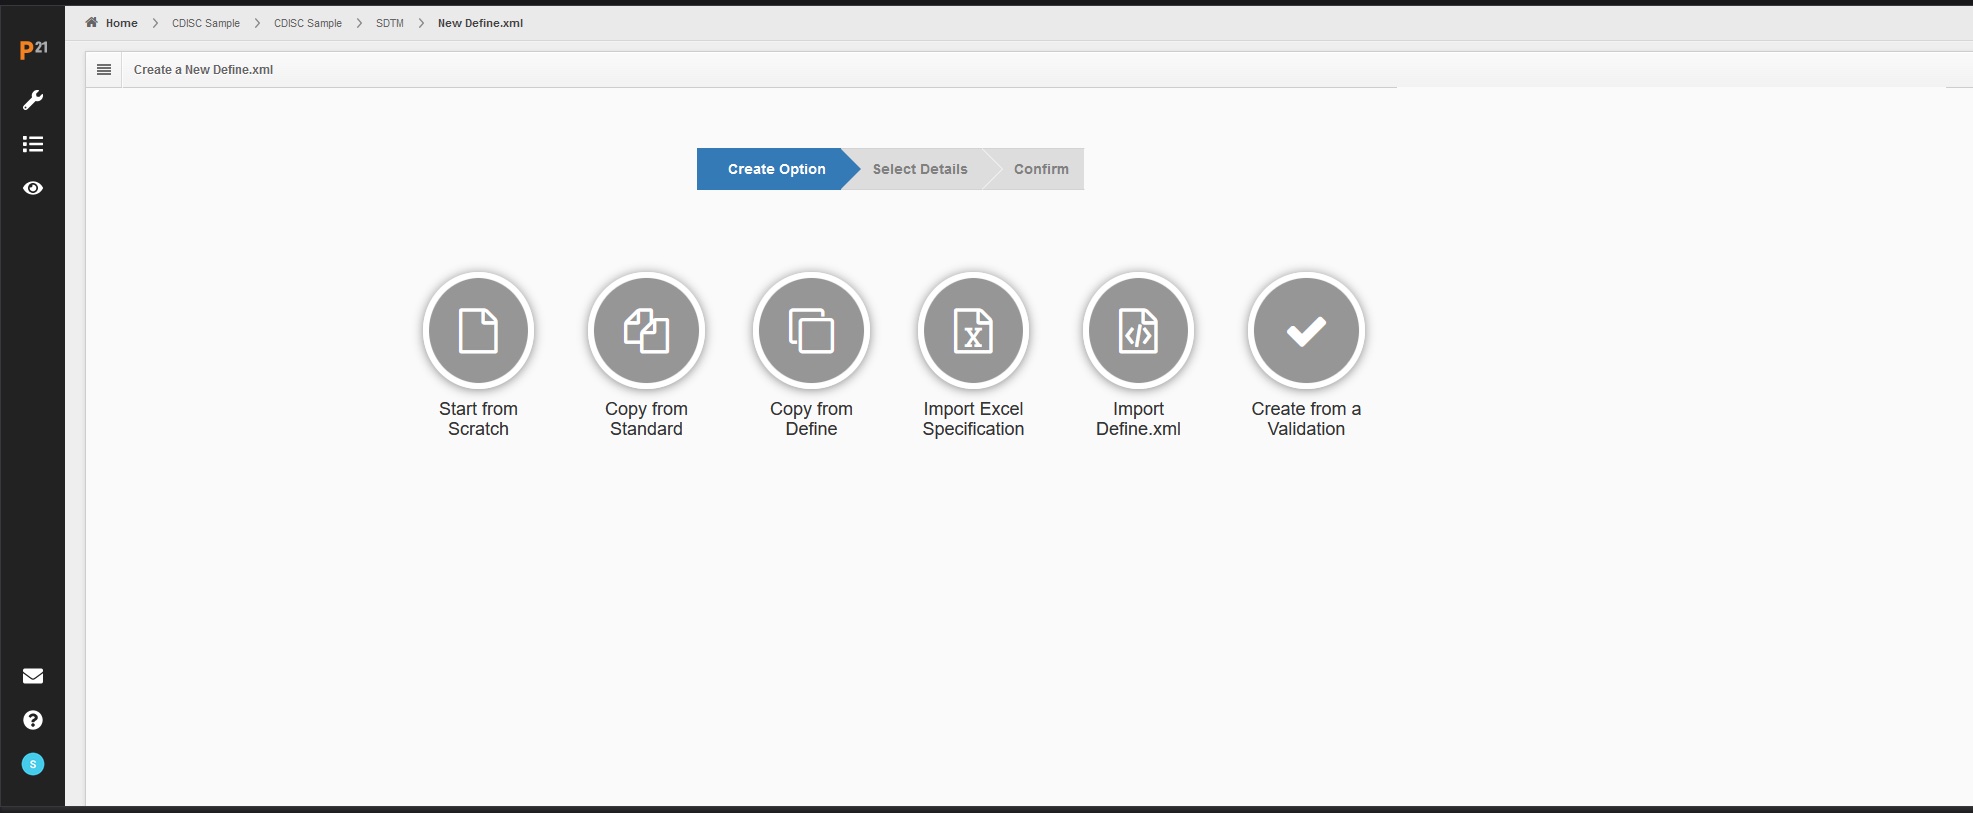 Home CDISC Sample CDISC Sample SDTM New Define.xml
P21
Create a New Define.xml
Create Option Select Details Confirm
Start from
Scratch
Copy from
Standard
Copy from
Define
Import Excel
Specification
Import
Define.xml
Create from a
Validation
S